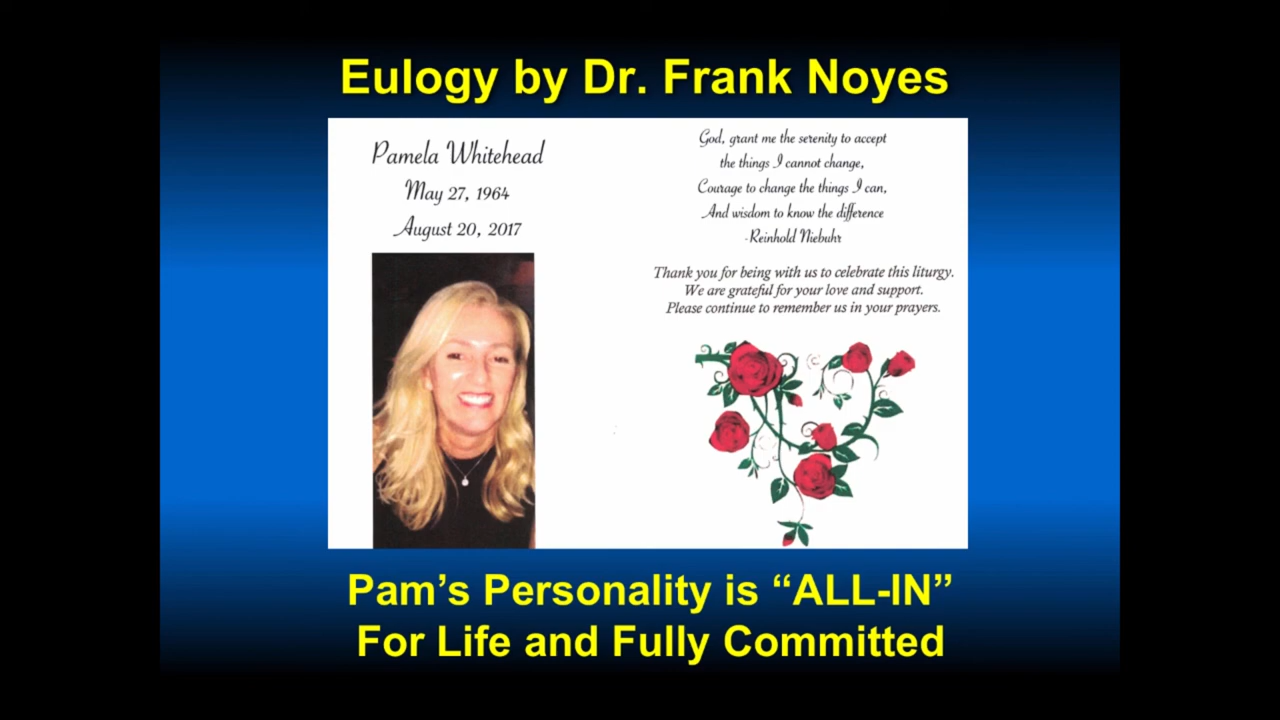 Eulogy by Dr. Frank Noyes
Pamela Whitehead
May 27, 1964
August 20, 2017
God, grant me the serenity to accept
the things I cannot change,
Courage to change the things I can,
And wisdom to know the difference
-Reinhold Niebuhr
Thank you for being with us to celebrate this liturgy.
We are grateful for your love and support.
Please continue to remember us in your prayers.
Pam’s Personality is “ALL-IN”
For Life and Fully Committed